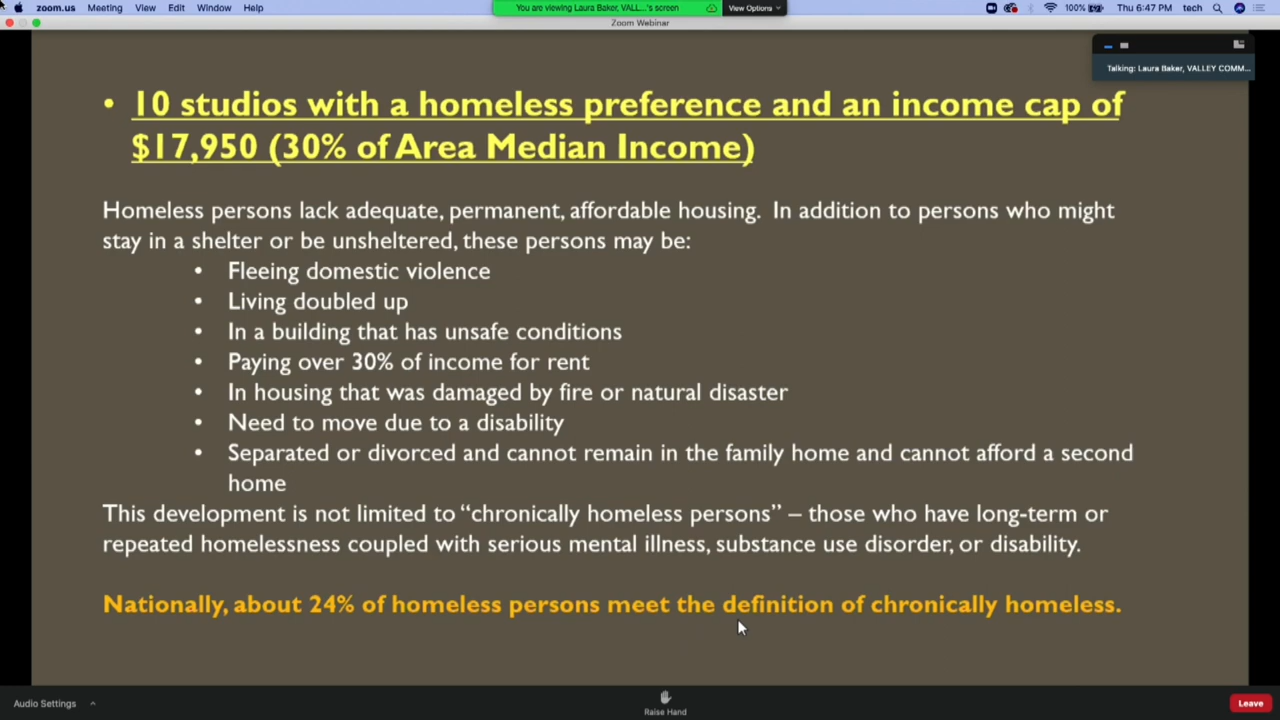 zoom.us Meeting View Edit Window Help
You are viewing Laura Baker, VALL...'s screen
View Options
100%
Thu 6:47 PM tech
Zoom Webinar
Talking: Laura Baker, VALLEY COMM...
• 10 studios with a homeless preference and an income cap of
$17,950 (30% of Area Median Income)
Homeless persons lack adequate, permanent, affordable housing. In addition to persons who might
stay in a shelter or be unsheltered, these persons may be:
• Fleeing domestic violence
• Living doubled up
• In a building that has unsafe conditions
• Paying over 30% of income for rent
• In housing that was damaged by fire or natural disaster
• Need to move due to a disability
• Separated or divorced and cannot remain in the family home and cannot afford a second
home
This development is not limited to “chronically homeless persons” – those who have long-term or
repeated homelessness coupled with serious mental illness, substance use disorder, or disability.
Nationally, about 24% of homeless persons meet the definition of chronically homeless.
Audio Settings
Raise Hand
Leave